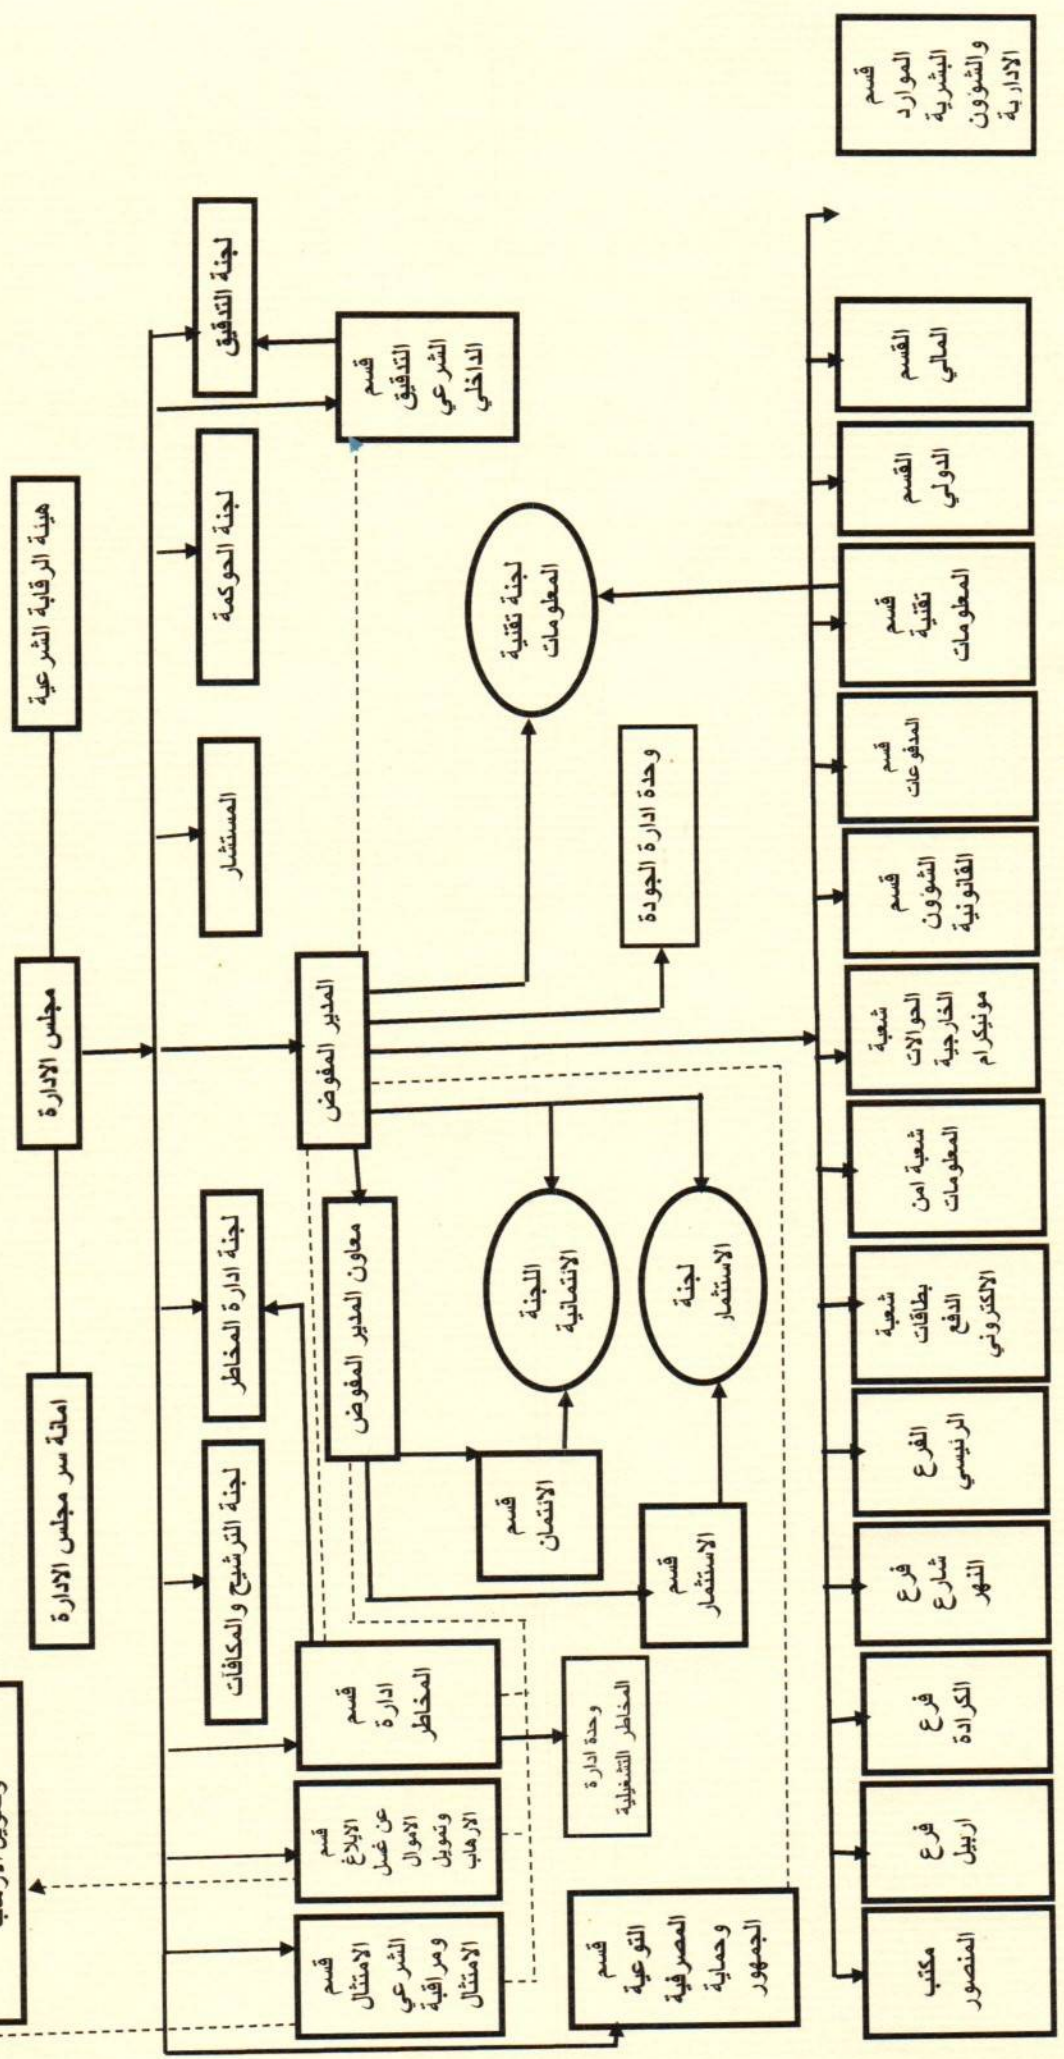 هيئة الرقابة الشرعية
مجلس الادارة
امانة سر مجلس الادارة
لجنة التدقيق
لجنة الحوكمة
المستشار
لجنة ادارة المخاطر
لجنة الترشيح والمكافآت
قسم
التدقيق
الشرعي
الداخلي
المدير المفوض
معاون المدير المفوض
قسم
ادارة
المخاطر
قسم
الابلاغ
عن غسل
الاموال
وتمويل
الارهاب
قسم
الامتثال
الشرعي
ومراقبة
الامتثال
لجنة تقنية
المعلومات
اللجنة
الائتمانية
قسم
الائتمان
وحدة ادارة الجودة
لجنة
الاستثمار
قسم
الاستثمار
وحدة ادارة
المخاطر التشغيلية
قسم
التوعية
المصرفية
وحماية
الجمهور
قسم
الموارد
البشرية
والشؤون
الادارية
القسم
المالي
القسم
الدولي
قسم
تقنية
المعلومات
قسم
المدفوعات
قسم
الشؤون
القانونية
شعبة
الحوالات
الخارجية
مونيكرام
شعبة امن
المعلومات
شعبة
بطاقات
الدفع
الالكتروني
الفرع
الرئيسي
فرع
شارع
النهر
فرع
الكرادة
فرع
اربيل
مكتب
المنصور